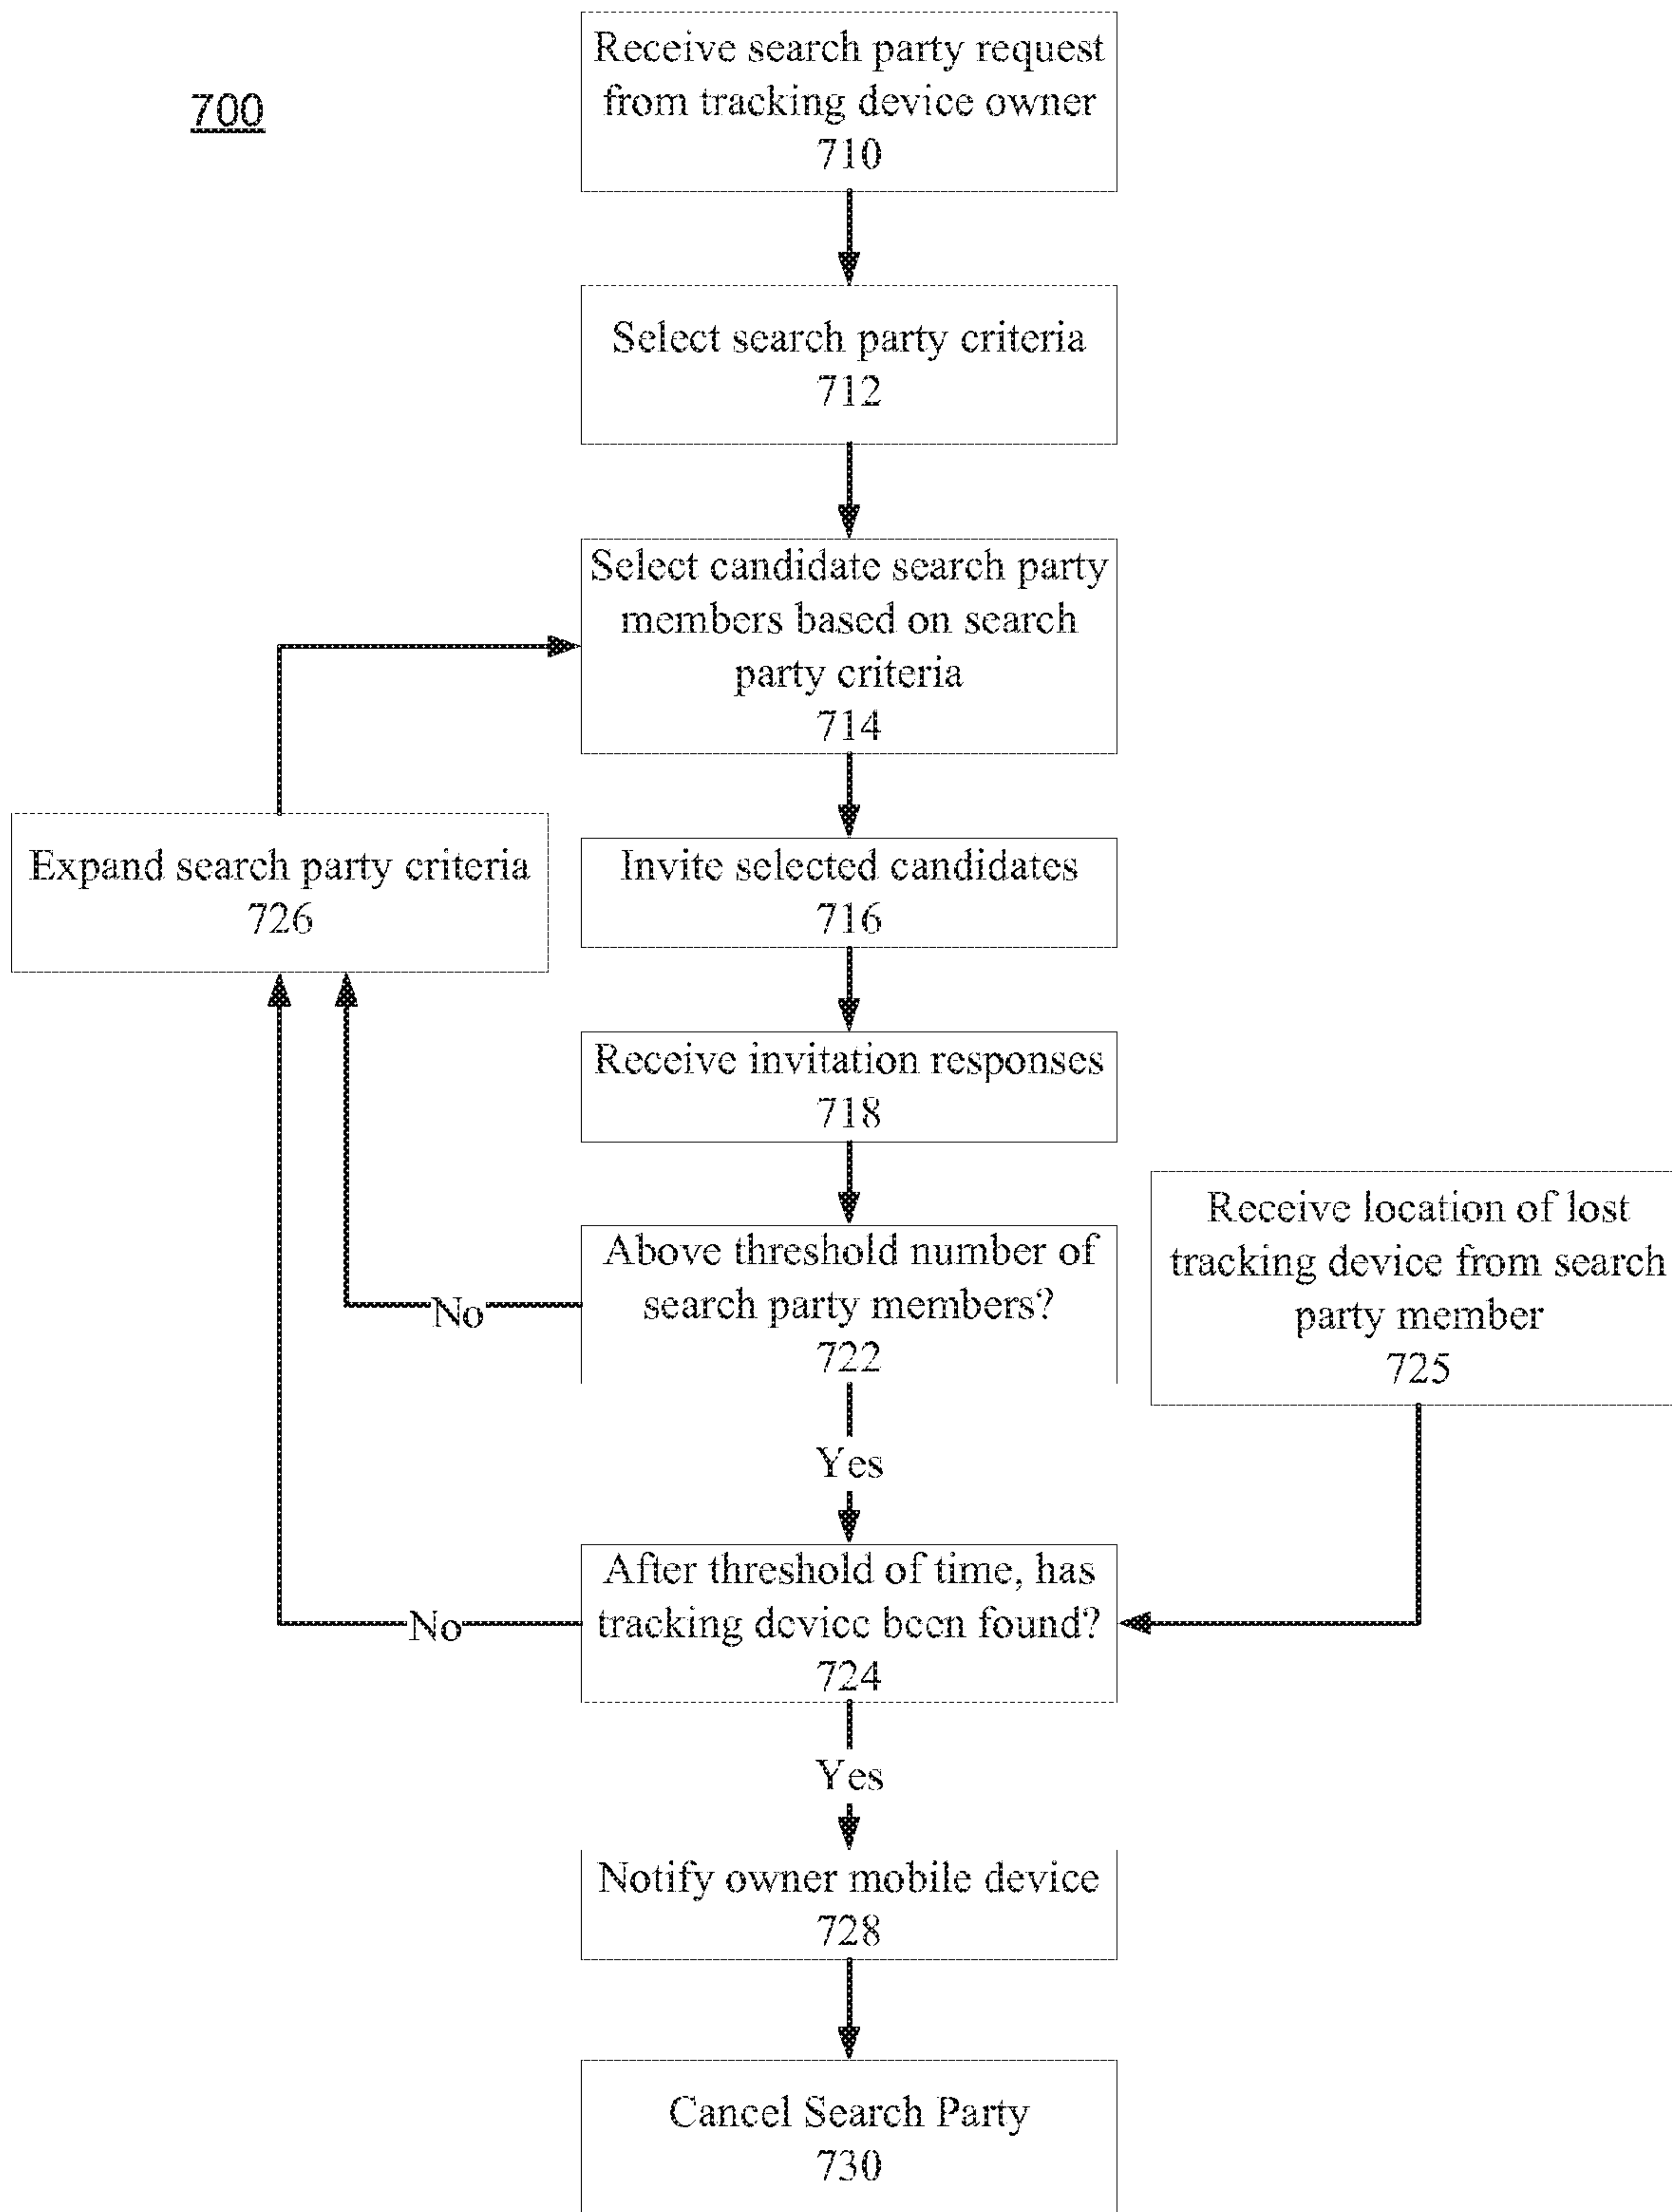 700
Receive search party request
from tracking device owner
710
Select search party criteria
712
Select candidate search party
members based on search
party criteria
714
Expand search party criteria
726
Invite selected candidates
716
Receive invitation responses
718
Above threshold number of
search party members?
722
No
Receive location of lost
tracking device from search
party member
725
Yes
After threshold of time, has
tracking device been found?
724
No
Yes
Notify owner mobile device
728
Cancel Search Party
730